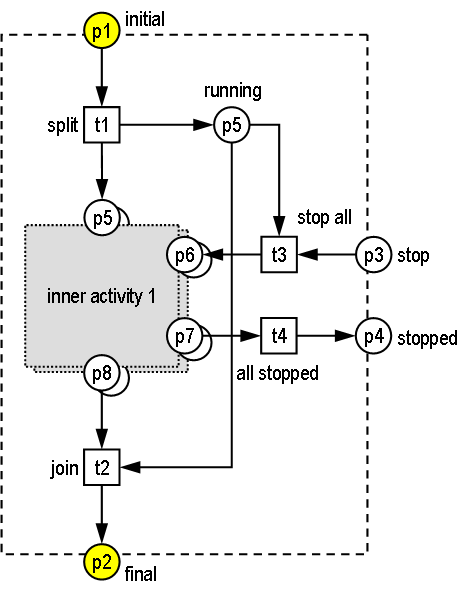 p1 initial
running
split t1 p5
p5
stop all
p6 t3 p3 stop
inner activity 1
p7 t4 p4 stopped
p8 all stopped
join t2
p2 final